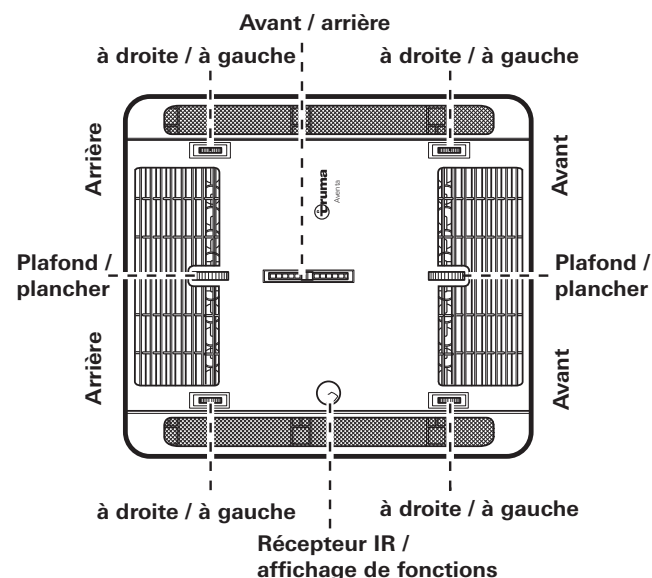 Avant / arrière
à droite / à gauche
à droite / à gauche
Arrière
Avant
truma
Aventa
Plafond /
plancher
Plafond /
plancher
Arrière
Avant
à droite / à gauche
à droite / à gauche
Récepteur IR /
affichage de fonctions